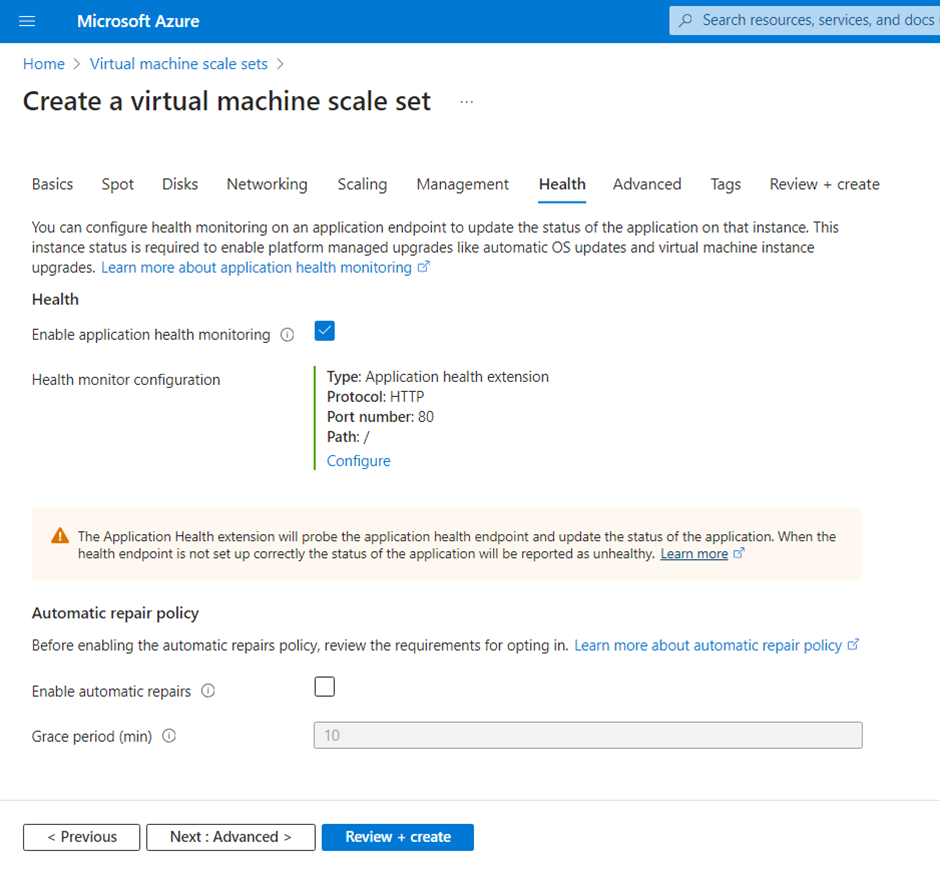 Microsoft Azure
Search resources, services, and docs
Home > Virtual machine scale sets >
Create a virtual machine scale set ...
Basics Spot Disks Networking Scaling Management Health Advanced Tags Review + create
You can configure health monitoring on an application endpoint to update the status of the application on that instance. This
instance status is required to enable platform managed upgrades like automatic OS updates and virtual machine instance
upgrades. Learn more about application health monitoring
Health
Enable application health monitoring
Health monitor configuration
Type: Application health extension
Protocol: HTTP
Port number: 80
Path: /
Configure
The Application Health extension will probe the application health endpoint and update the status of the application. When the
health endpoint is not set up correctly the status of the application will be reported as unhealthy. Learn more
Automatic repair policy
Before enabling the automatic repairs policy, review the requirements for opting in. Learn more about automatic repair policy
Enable automatic repairs
Grace period (min)
10
< Previous
Next : Advanced >
Review + create